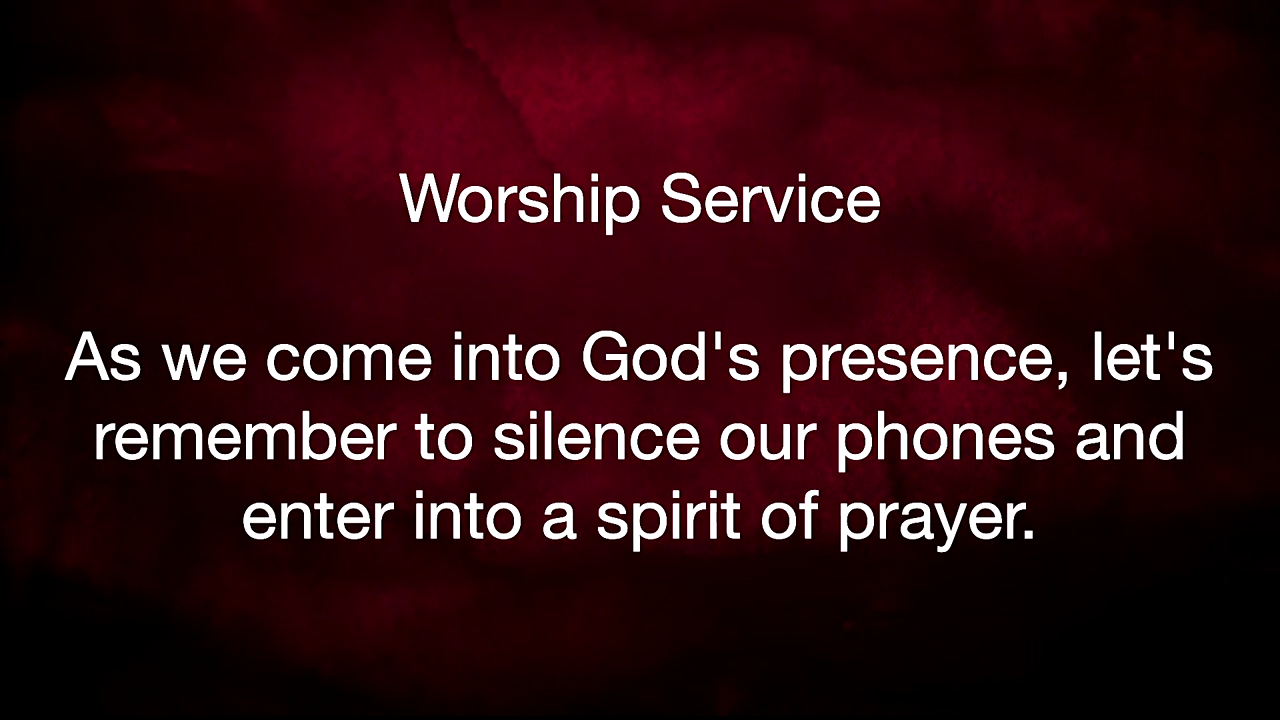 Worship Service
As we come into God's presence, let's
remember to silence our phones and
enter into a spirit of prayer.